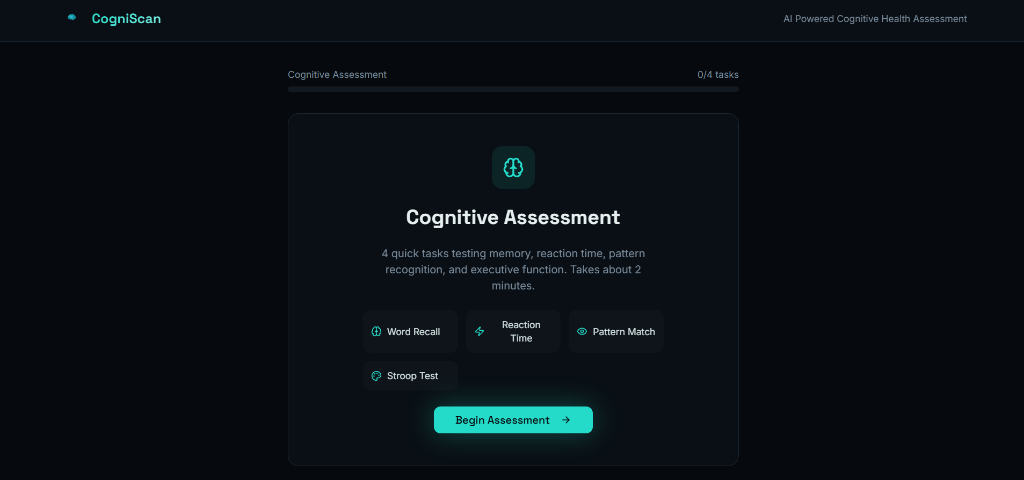 CogniScan
AI Powered Cognitive Health Assessment
Cognitive Assessment
0/4 tasks
Cognitive Assessment
4 quick tasks testing memory, reaction time, pattern
recognition, and executive function. Takes about 2
minutes.
Word Recall
Reaction
Time
Pattern Match
Stroop Test
Begin Assessment →